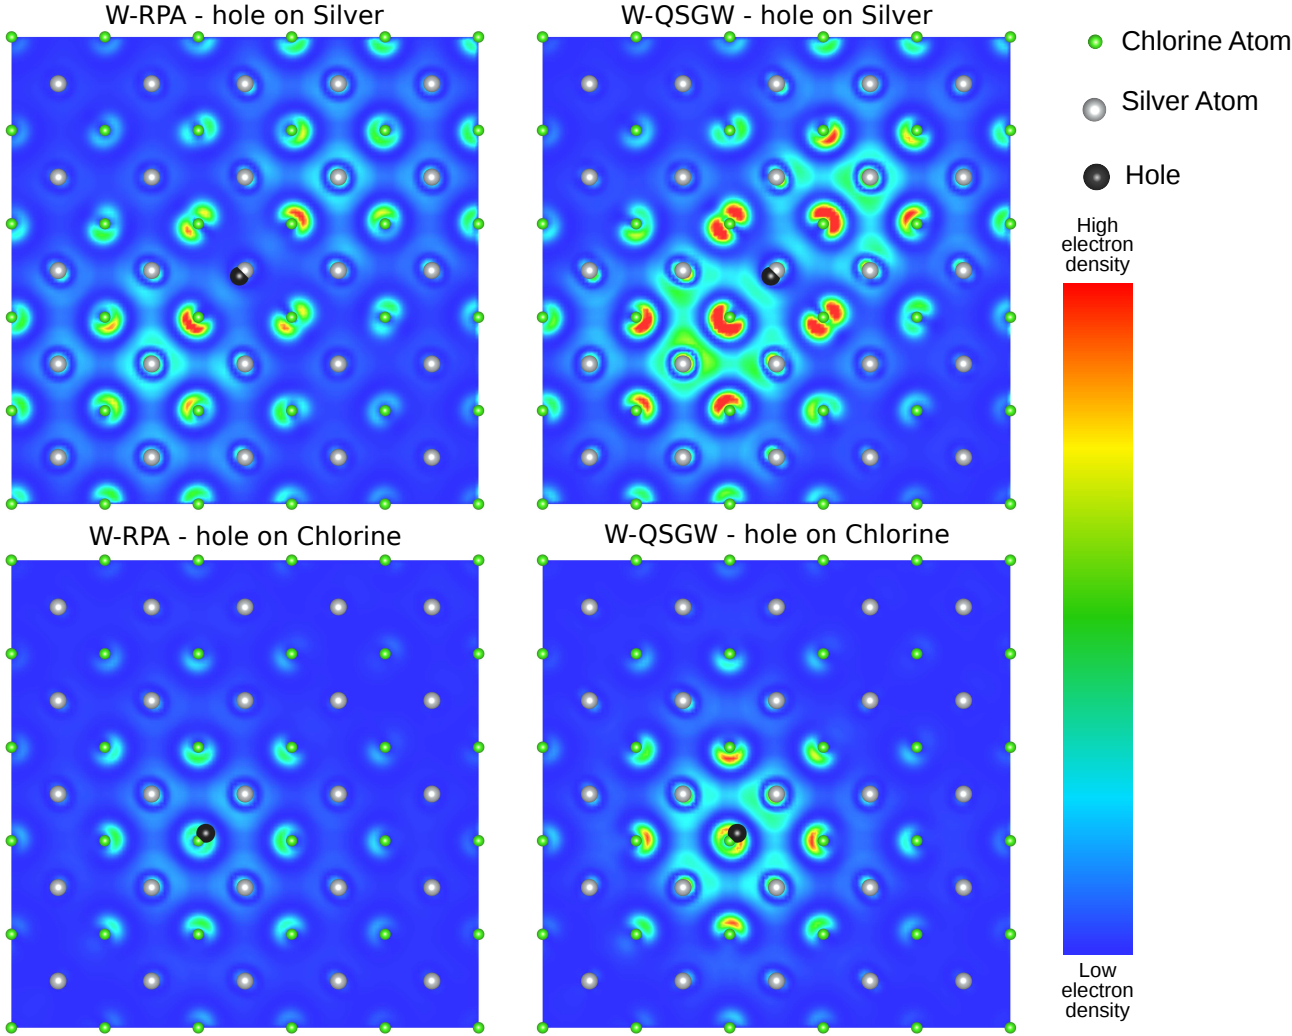 W-RPA - hole on Silver
W-QSGW - hole on Silver
Chlorine Atom
Silver Atom
Hole
High
electron
density
W-RPA - hole on Chlorine
W-QSGW - hole on Chlorine
Low
electron
density